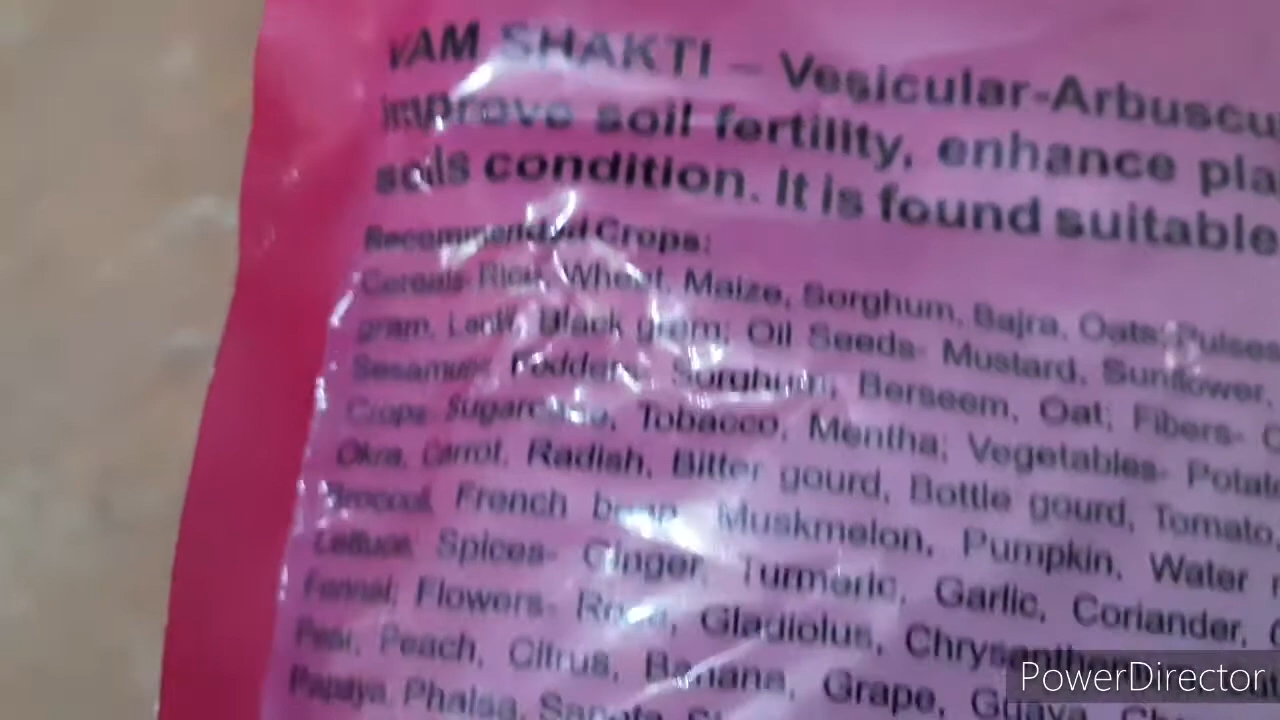 VAM SHAKTI – Vesicular-Arbuscu
improve soil fertility, enhance pla
soils condition. It is found suitable
Recommended Crops:
Cereals- Rice, Wheat, Maize, Sorghum, Bajra, Oats; Pulses
gram, Lentil, Black gram; Oil Seeds- Mustard, Sunflower,
Sesamum; Fodders- Sorghum, Berseem, Oat; Fibers-
Crops- Sugarcane, Tobacco, Mentha; Vegetables- Potato
Okra, Carrot, Radish, Bitter gourd, Bottle gourd, Tomato,
Broccoli, French bean, Muskmelon, Pumpkin, Water
Lettuce; Spices- Ginger, Turmeric, Garlic, Coriander,
Fennel; Flowers- Rose, Gladiolus,
Pear, Peach, Citrus, Banana, Grape, Guava,
Papaya, Phalsa, Sapota,
PowerDirector